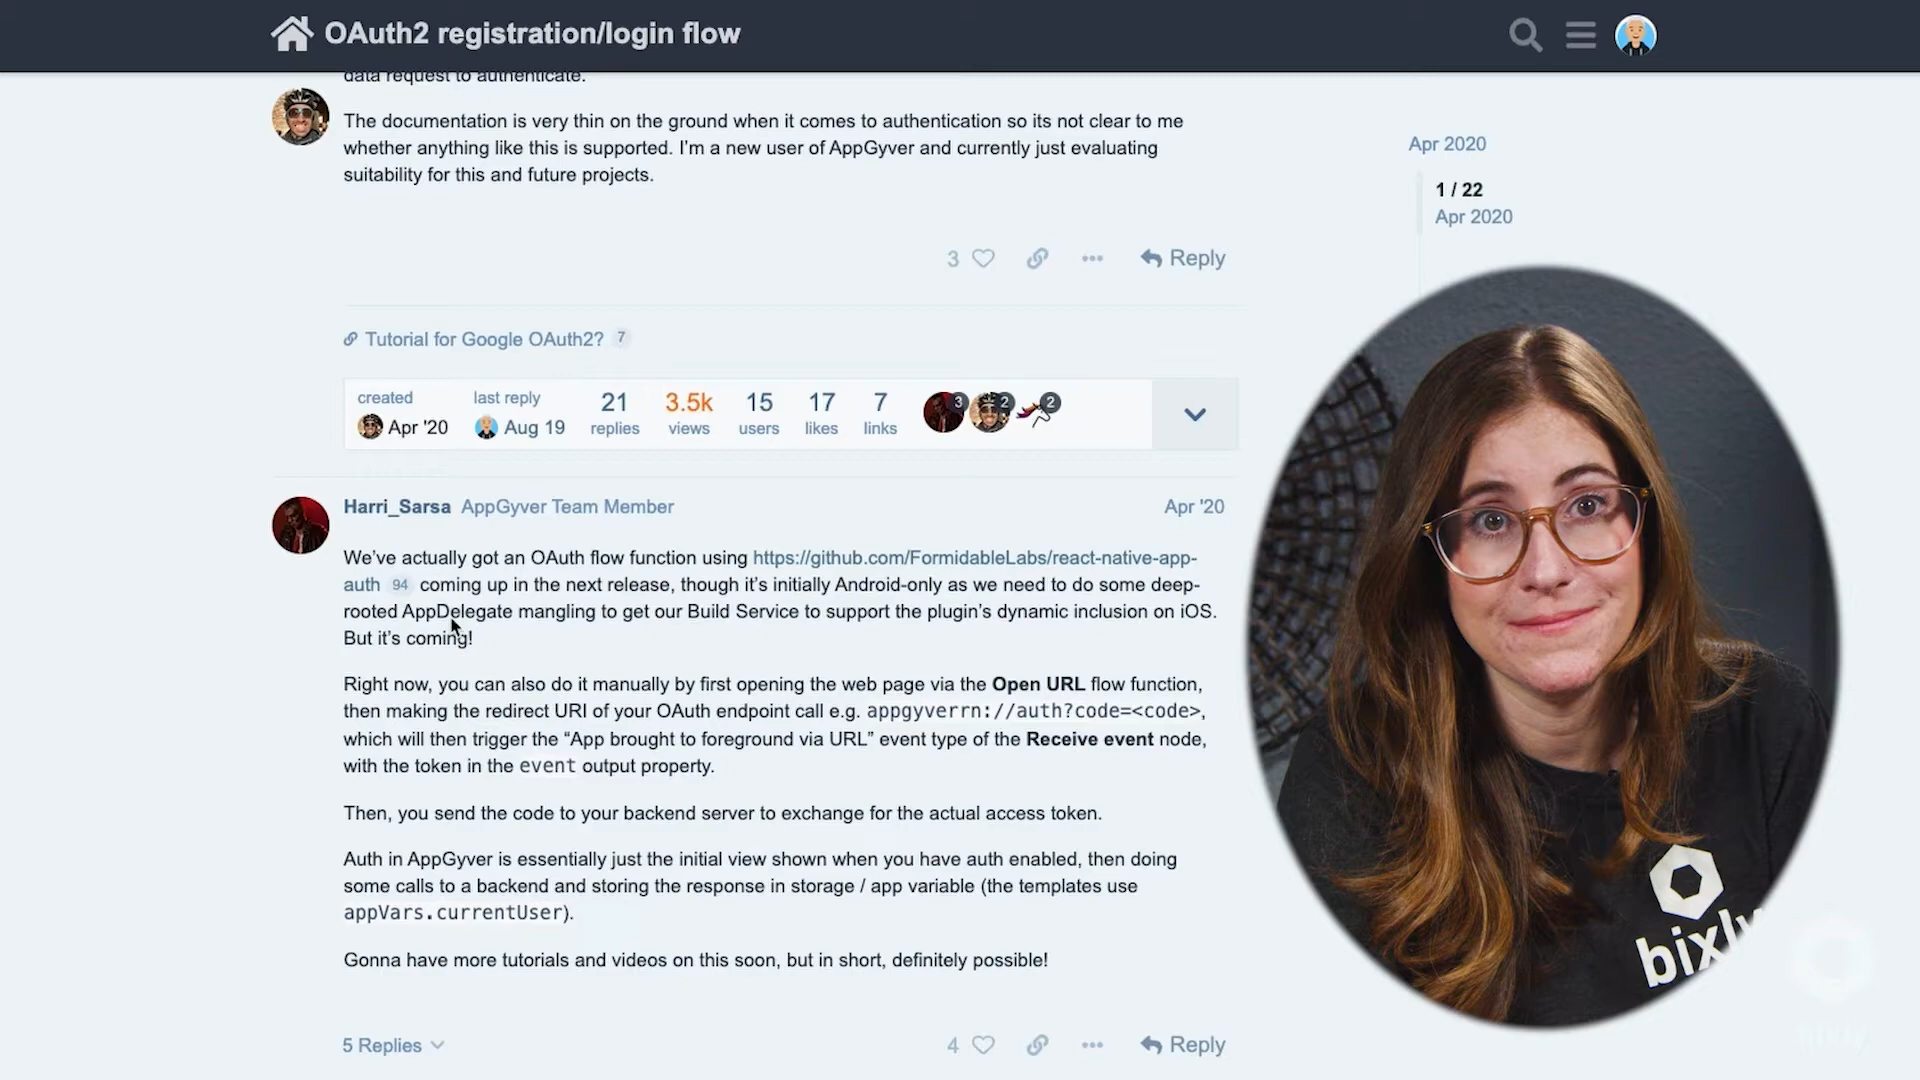 OAuth2 registration/login flow
data request to authenticate.
The documentation is very thin on the ground when it comes to authentication so its not clear to me
whether anything like this is supported. I’m a new user of AppGyver and currently just evaluating
suitability for this and future projects.
Apr 2020
1 / 22
Apr 2020
3
Reply
Tutorial for Google OAuth2? 7
created
Apr '20
last reply
Aug 19
21
replies
3.5k
views
15
users
17
likes
7
links
3
2
2
Harri_Sarsa AppGyver Team Member
Apr '20
We’ve actually got an OAuth flow function using https://github.com/FormidableLabs/react-native-app-
auth 94 coming up in the next release, though it’s initially Android-only as we need to do some deep-
rooted AppDelegate mangling to get our Build Service to support the plugin’s dynamic inclusion on iOS.
But it’s coming!
Right now, you can also do it manually by first opening the web page via the Open URL flow function,
then making the redirect URI of your OAuth endpoint call e.g. appgyverrn://auth?code=<code>,
which will then trigger the “App brought to foreground via URL” event type of the Receive event node,
with the token in the event output property.
Then, you send the code to your backend server to exchange for the actual access token.
Auth in AppGyver is essentially just the initial view shown when you have auth enabled, then doing
some calls to a backend and storing the response in storage / app variable (the templates use
appVars.currentUser).
Gonna have more tutorials and videos on this soon, but in short, definitely possible!
5 Replies
4
Reply
bixly